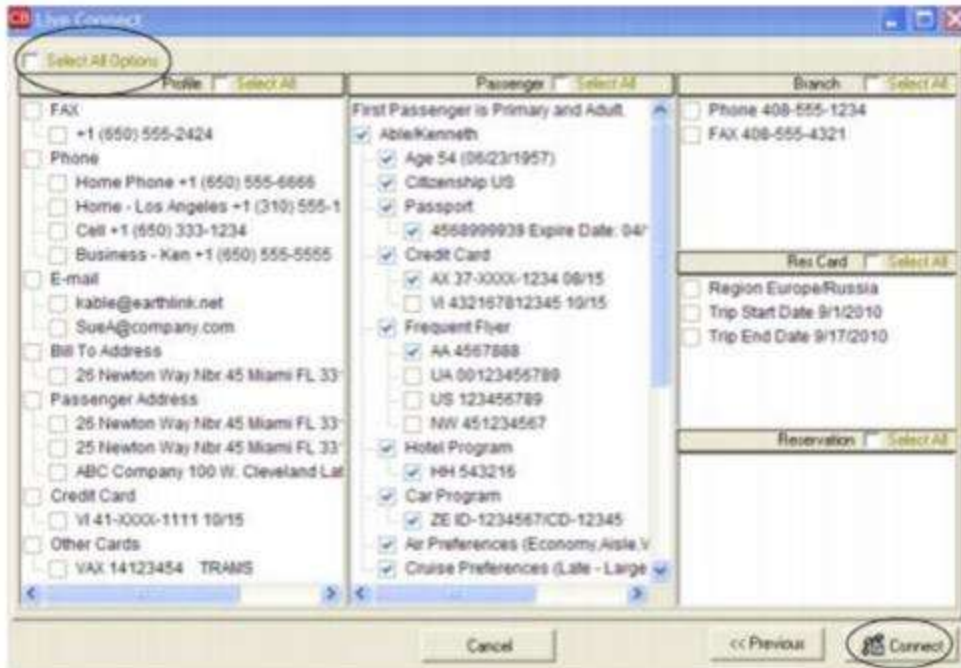 CB Live Connect
Select All Options
Profile Select All
FAX
+1 (650) 555-2424
Phone
Home Phone +1 (650) 555-6666
Home - Los Angeles +1 (310) 555-1
Cell +1 (650) 333-1234
Business - Ken +1 (650) 555-5555
E-mail
kable@earthlink.net
SueA@company.com
Bill To Address
26 Newton Way Nbr 45 Miami FL 33
Passenger Address
26 Newton Way Nbr 45 Miami FL 33
25 Newton Way Nbr 45 Miami FL 33
ABC Company 100 W. Cleveland Lat
Credit Card
VI 41-XXXX-1111 10/15
Other Cards
VAX 14123454 TRAMS
Passenger Select All
First Passenger is Primary and Adult.
Able/Kenneth
Age 54 (06/23/1957)
Citizenship US
Passport
4568999939 Expire Date: 04/
Credit Card
AX 37-XXXX-1234 08/15
VI 432167812345 10/15
Frequent Flyer
AA 4567888
UA 00123456789
US 123456789
NW 451234567
Hotel Program
HH 543216
Car Program
ZE ID-1234567/CD-12345
Air Preferences (Economy,Aisle,V
Cruise Preferences (Late - Large
Branch Select All
Phone 408-555-1234
FAX 408-555-4321
Res Card Select All
Region Europe/Russia
Trip Start Date 9/1/2010
Trip End Date 9/17/2010
Reservation Select All
Cancel
<< Previous
Connect